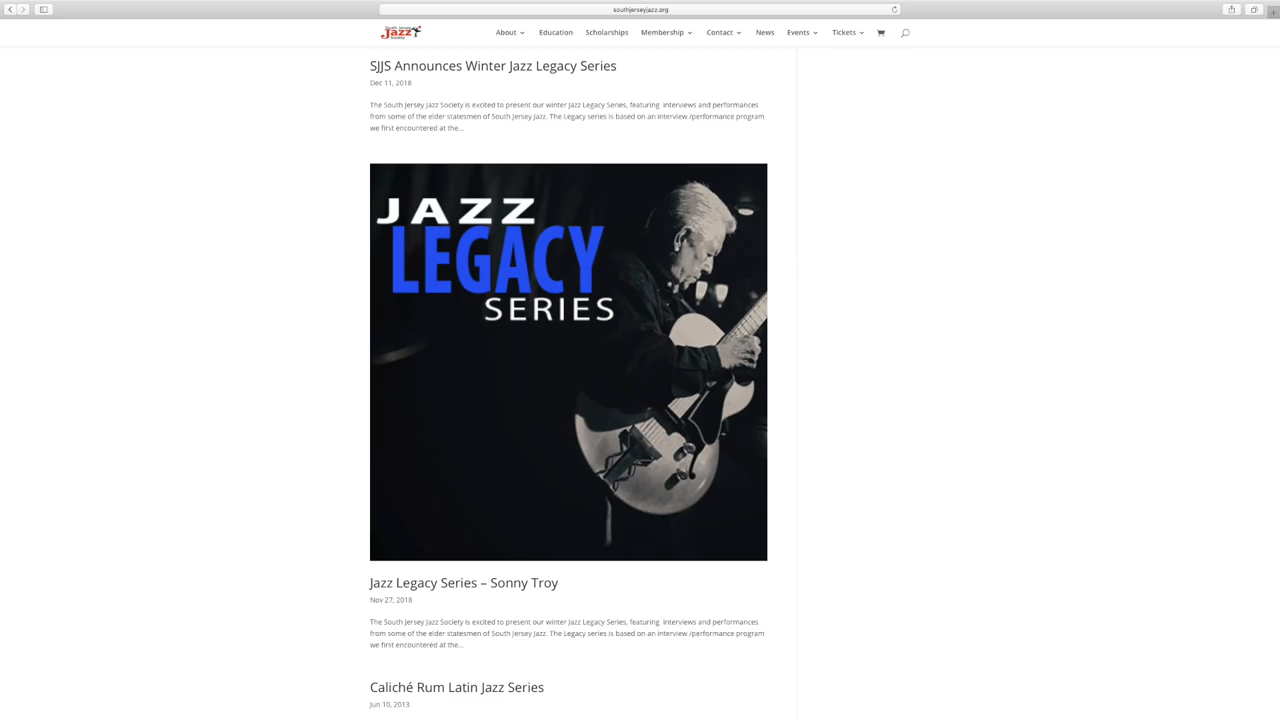 southjerseyjazz.org
South Jersey
Jazz
Society
About
Education
Scholarships
Membership
Contact
News
Events
Tickets
SJJS Announces Winter Jazz Legacy Series
Dec 11, 2018
The South Jersey Jazz Society is excited to present our winter Jazz Legacy Series, featuring interviews and performances
from some of the elder statesmen of South Jersey Jazz. The Legacy series is based on an interview /performance program
we first encountered at the...
JAZZ
LEGACY
SERIES
Jazz Legacy Series – Sonny Troy
Nov 27, 2018
The South Jersey Jazz Society is excited to present our winter Jazz Legacy Series, featuring interviews and performances
from some of the elder statesmen of South Jersey Jazz. The Legacy series is based on an interview /performance program
we first encountered at the...
Caliché Rum Latin Jazz Series
Jun 10, 2013